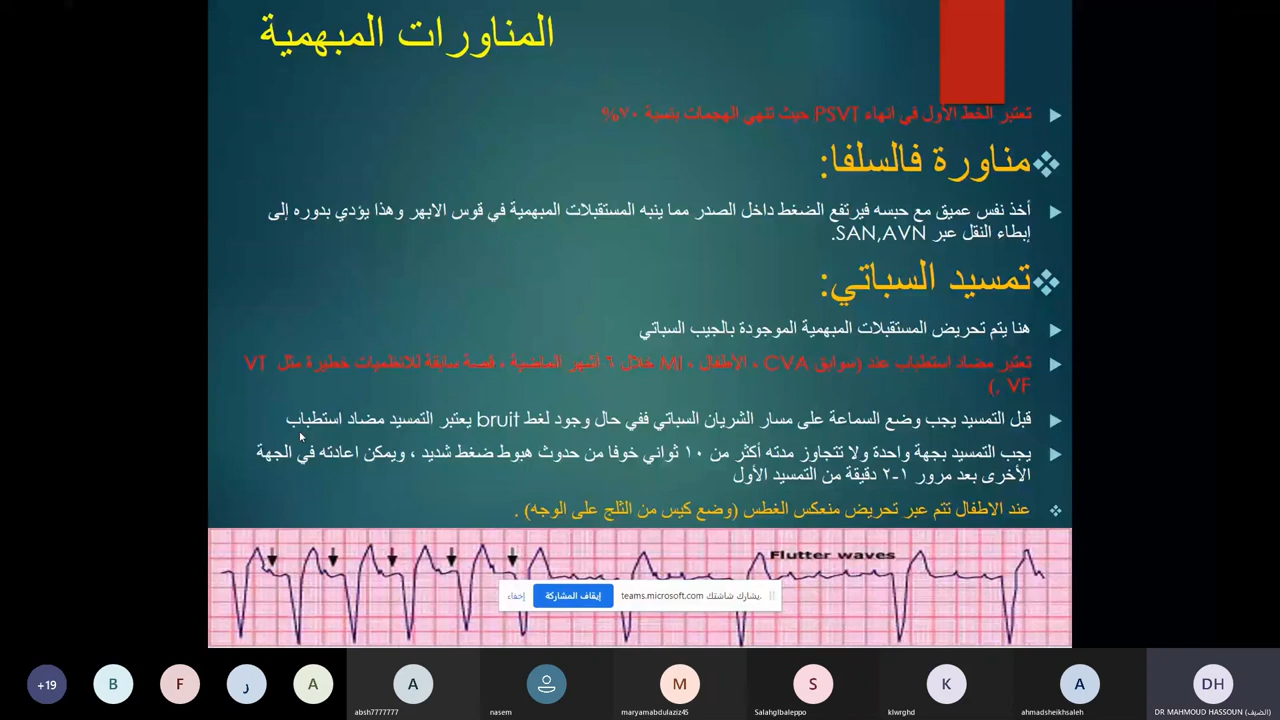 المناورات المبهمية
تعتبر الخط الأول في انهاء PSVT حيث تنهي الهجمات بنسبة ٧٠%
مناورة فالسلفا:
أخذ نفس عميق مع حبسه فيرتفع الضغط داخل الصدر مما ينبه المستقبلات المبهمية في قوس الابهر وهذا يؤدي بدوره إلى
إبطاء النقل عبر SAN,AVN.
تمسيد السباتي:
هنا يتم تحريض المستقبلات المبهمية الموجودة بالجيب السباتي
تعتبر مضاد استطباب عند (سوابق CVA ، الأطفال ، MI خلال ٦ أشهر الماضية ، قصة سابقة للانظميات خطيرة مثل VT
VF .)
قبل التمسيد يجب وضع السماعة على مسار الشريان السباتي ففي حال وجود لغط bruit يعتبر التمسيد مضاد استطباب
يجب التمسيد بجهة واحدة ولا تتجاوز مدته أكثر من ١٠ ثواني خوفا من حدوث هبوط ضغط شديد ، ويمكن اعادته في الجهة
الأخرى بعد مرور ١-٢ دقيقة من التمسيد الأول
عند الاطفال تتم عبر تحريض منعكس الغطس (وضع كيس من الثلج على الوجه) .
Flutter waves
يشارك شاشتك teams.microsoft.com.
إيقاف المشاركة
إخفاء
+19
B
F
ر
A
A
M
S
K
A
DH
absh7777777
nasem
maryamabdulaziz45
Salahglbaleppo
klwrghd
ahmadsheikhsaleh
DR MAHMOUD HASSOUN (الضيف)